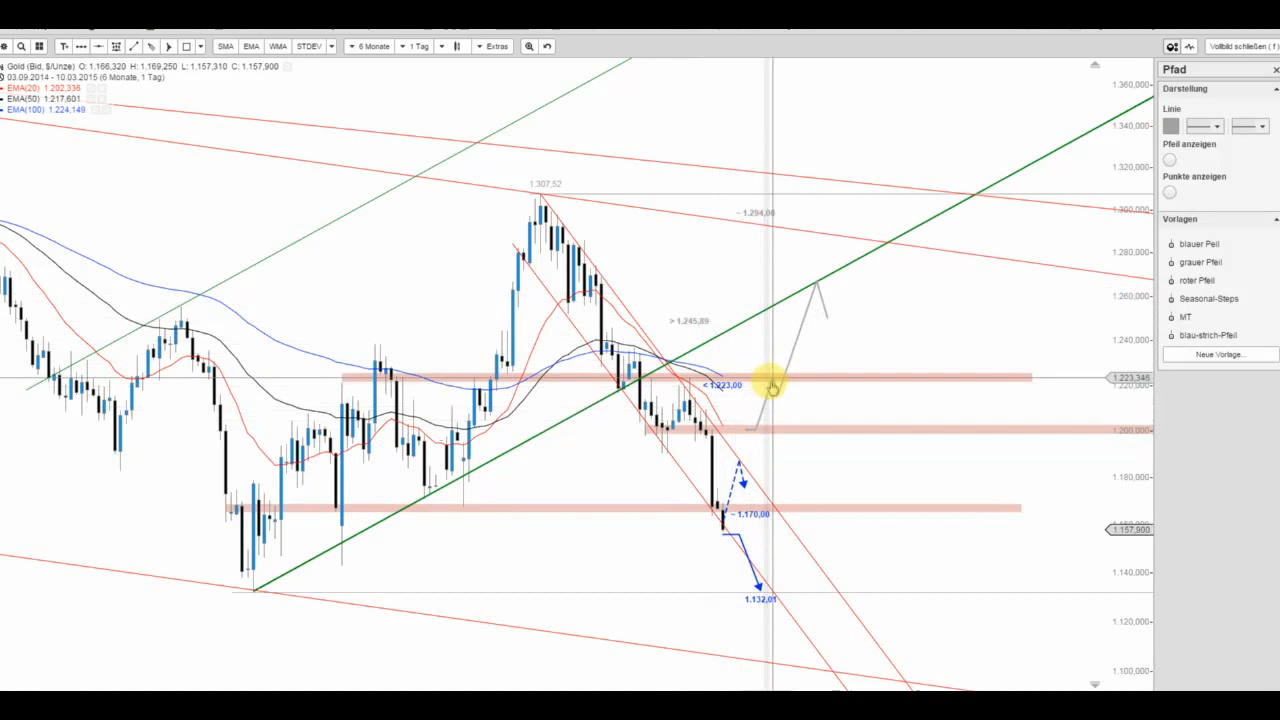 T
SMA EMA WMA STDEV 6 Monate 1 Tag Extras Vollbild schließen ( f )
Gold (Bid, $/Unze) O: 1.166,320 H: 1.169,250 L: 1.157,310 C: 1.157,900
03.09.2014 - 10.03.2015 (6 Monate, 1 Tag)
EMA(20) 1.202,336
EMA(50) 1.217,601
EMA(100) 1.224,149
1.307,52
~ 1.294,00
> 1.245,89
< 1.223,00
~ 1.170,00
1.132,01
1.360,000
1.340,000
1.320,000
1.300,000
1.280,000
1.260,000
1.240,000
1.223,346
1.220,000
1.200,000
1.180,000
1.157,900
1.140,000
1.120,000
1.100,000
Pfad
Darstellung
Linie
Pfeil anzeigen
Punkte anzeigen
Vorlagen
blauer Peil
grauer Pfeil
roter Pfeil
Seasonal-Steps
MT
blau-strich-Pfeil
Neue Vorlage...